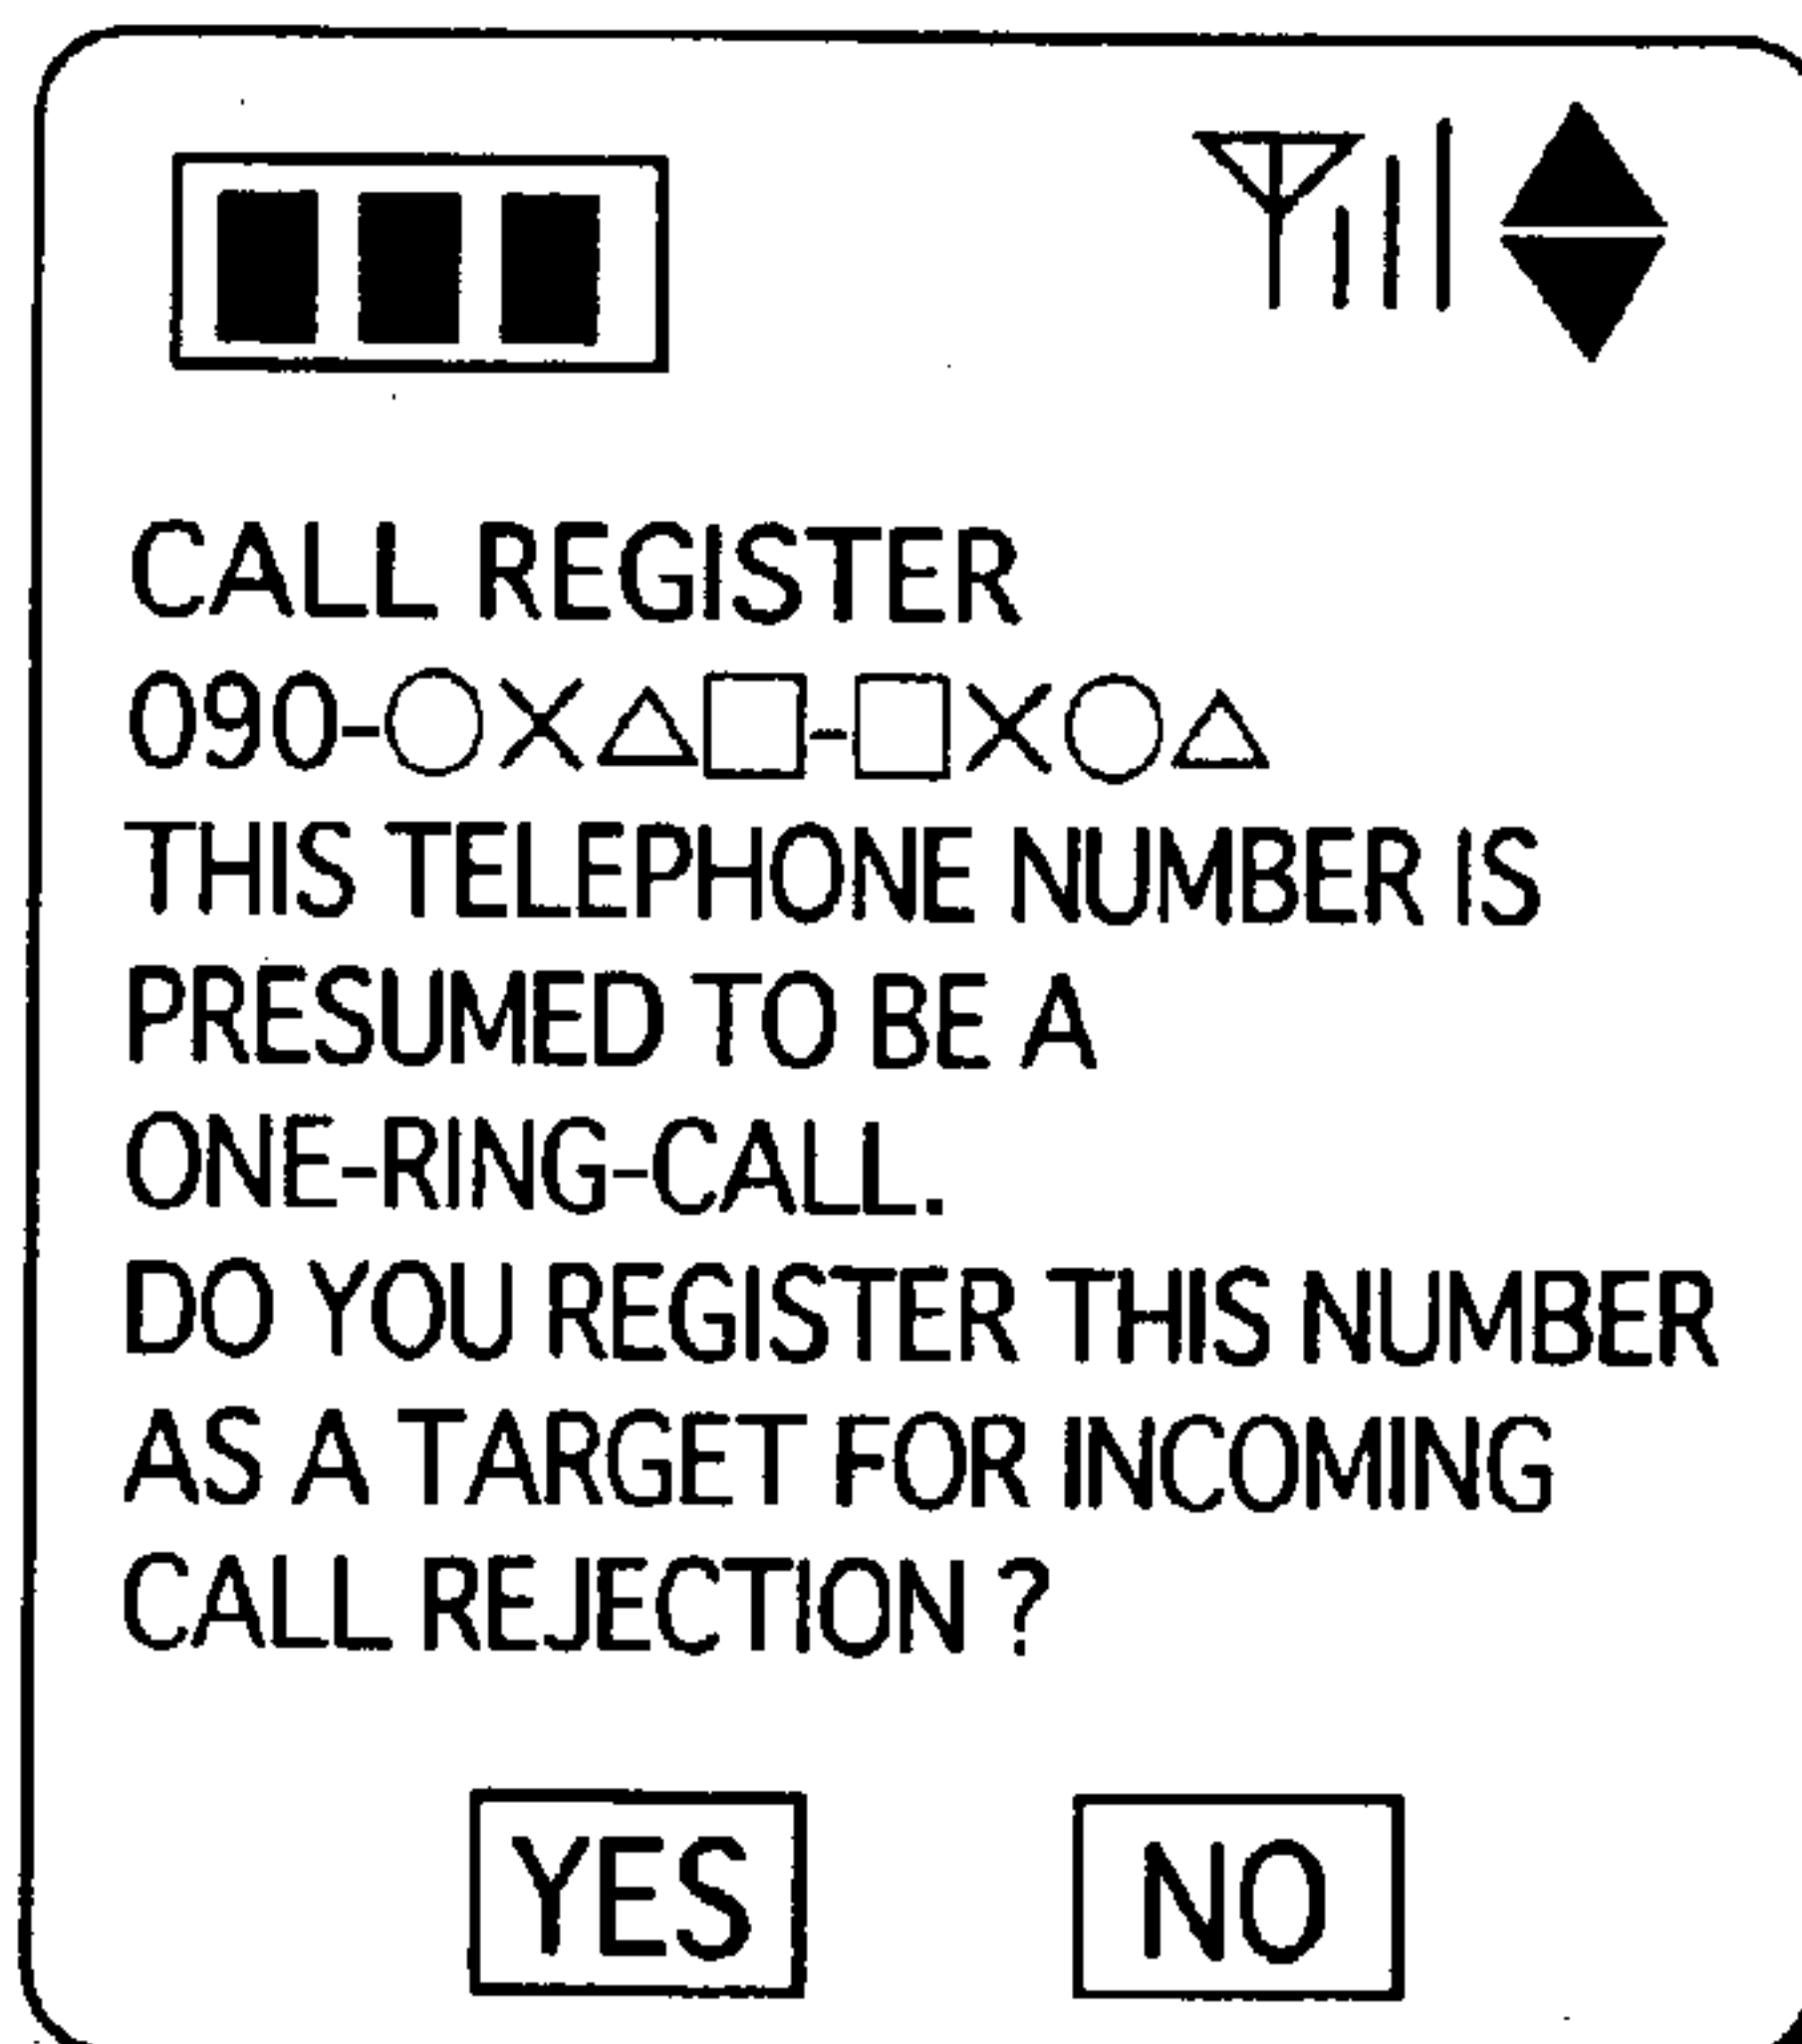 CALL REGISTER
090-○×△□-□×○△
THIS TELEPHONE NUMBER IS
PRESUMED TO BE A
ONE-RING-CALL.
DO YOU REGISTER THIS NUMBER
AS A TARGET FOR INCOMING
CALL REJECTION ?
YES NO